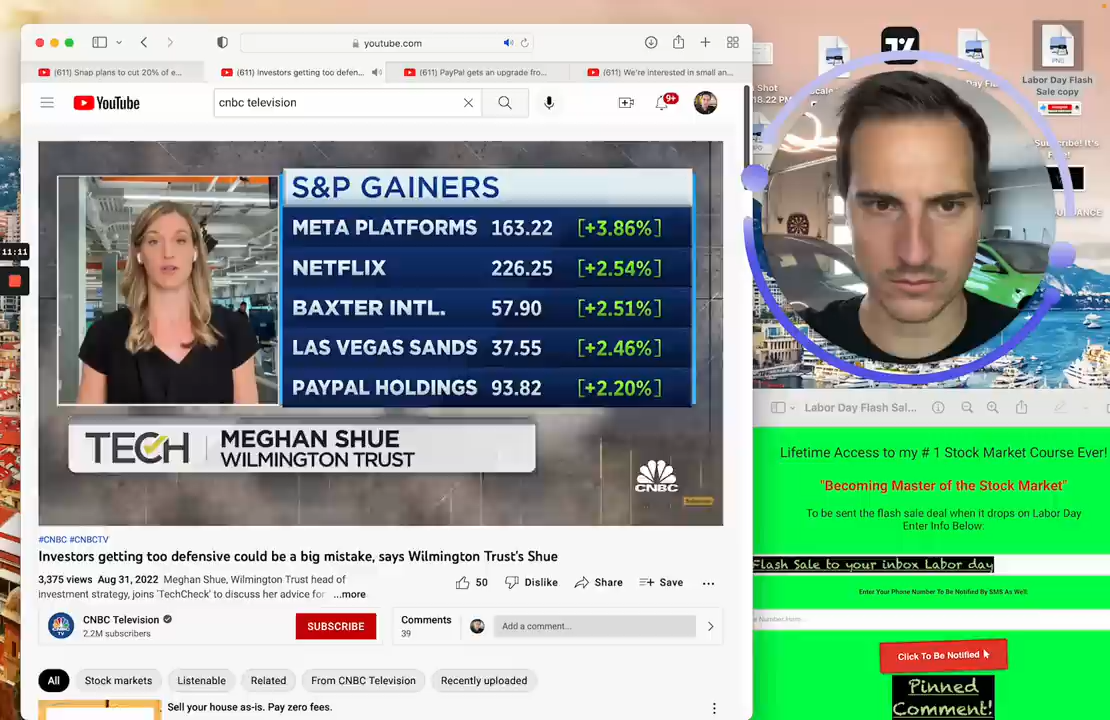 youtube.com
(611) Snap plans to cut 20% of e...
(611) Investors getting too defen...
(611) PayPal gets an upgrade fro...
(611) We're interested in small an...
YouTube
cnbc television
9+
S&P GAINERS
META PLATFORMS 163.22 [+3.86%]
NETFLIX 226.25 [+2.54%]
BAXTER INTL. 57.90 [+2.51%]
LAS VEGAS SANDS 37.55 [+2.46%]
PAYPAL HOLDINGS 93.82 [+2.20%]
TECH
MEGHAN SHUE
WILMINGTON TRUST
CNBC
#CNBC #CNBCTV
Investors getting too defensive could be a big mistake, says Wilmington Trust's Shue
3,375 views Aug 31, 2022 Meghan Shue, Wilmington Trust head of
investment strategy, joins 'TechCheck' to discuss her advice for ...more
50
Dislike
Share
Save
CNBC Television
2.2M subscribers
SUBSCRIBE
Comments
39
Add a comment...
All
Stock markets
Listenable
Related
From CNBC Television
Recently uploaded
Sell your house as-is. Pay zero fees.
11:11
PNG
Labor Day Flash
Sale copy
Labor Day Flash Sal...
Lifetime Access to my # 1 Stock Market Course Ever!
"Becoming Master of the Stock Market"
To be sent the flash sale deal when it drops on Labor Day
Enter Info Below:
Flash Sale to your inbox Labor day
Enter Your Phone Number To Be Notified By SMS As Well:
Click To Be Notified
Pinned
Comment!